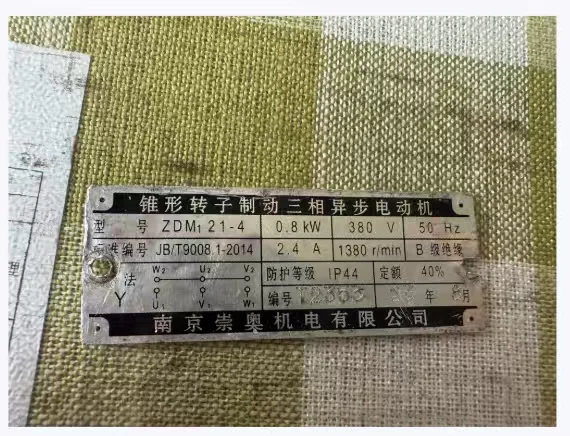 锥形转子制动三相异步电动机
型 号 ZDM₁ 21-4 0.8 kW 380 V 50 Hz
准编号 JB/T9008.1-2014 2.4 A 1380 r/min B 级绝缘
法 W₂ U₂ V₂ 防护等级 IP44 定额 40%
Y U₁ V₁ W₁ 编号 年 月
南京崇奥机电有限公司
理